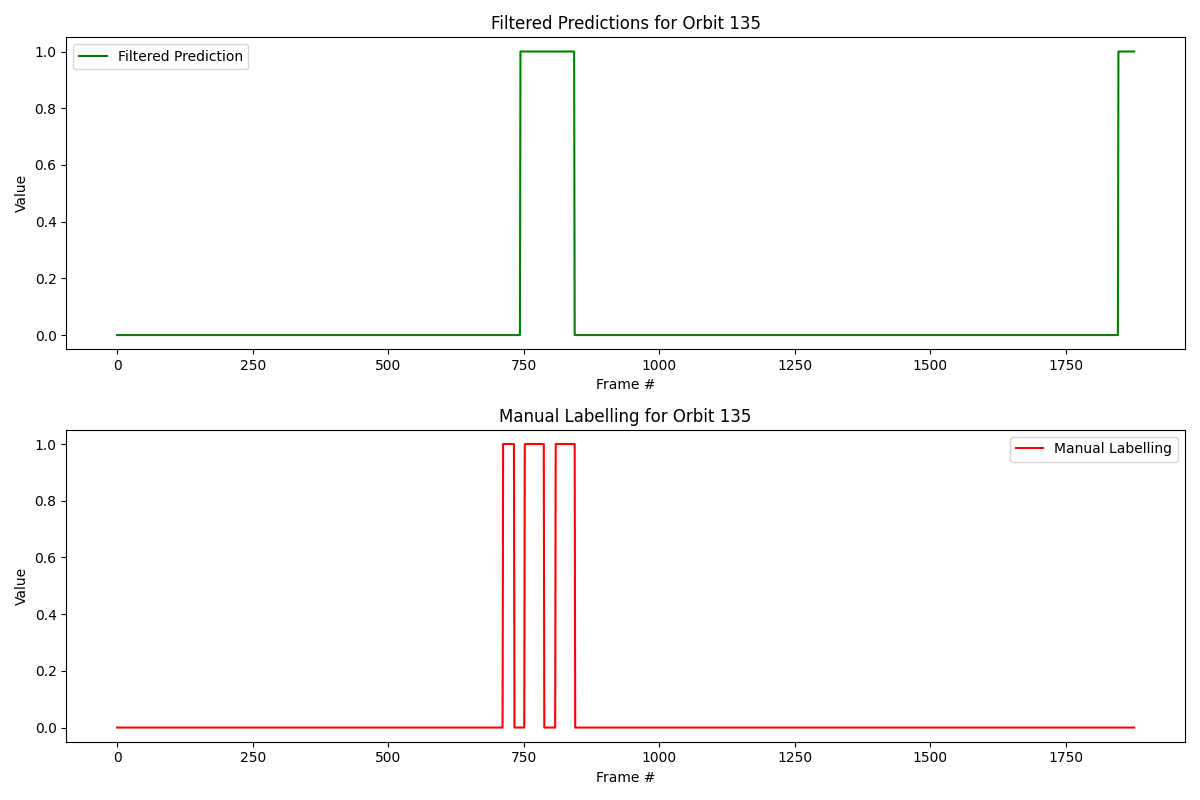 Filtered Predictions for Orbit 135
Filtered Prediction
1.0
0.8
0.6
0.4
0.2
0.0
Value
0 250 500 750 1000 1250 1500 1750
Frame #
Manual Labelling for Orbit 135
Manual Labelling
1.0
0.8
0.6
0.4
0.2
0.0
Value
0 250 500 750 1000 1250 1500 1750
Frame #